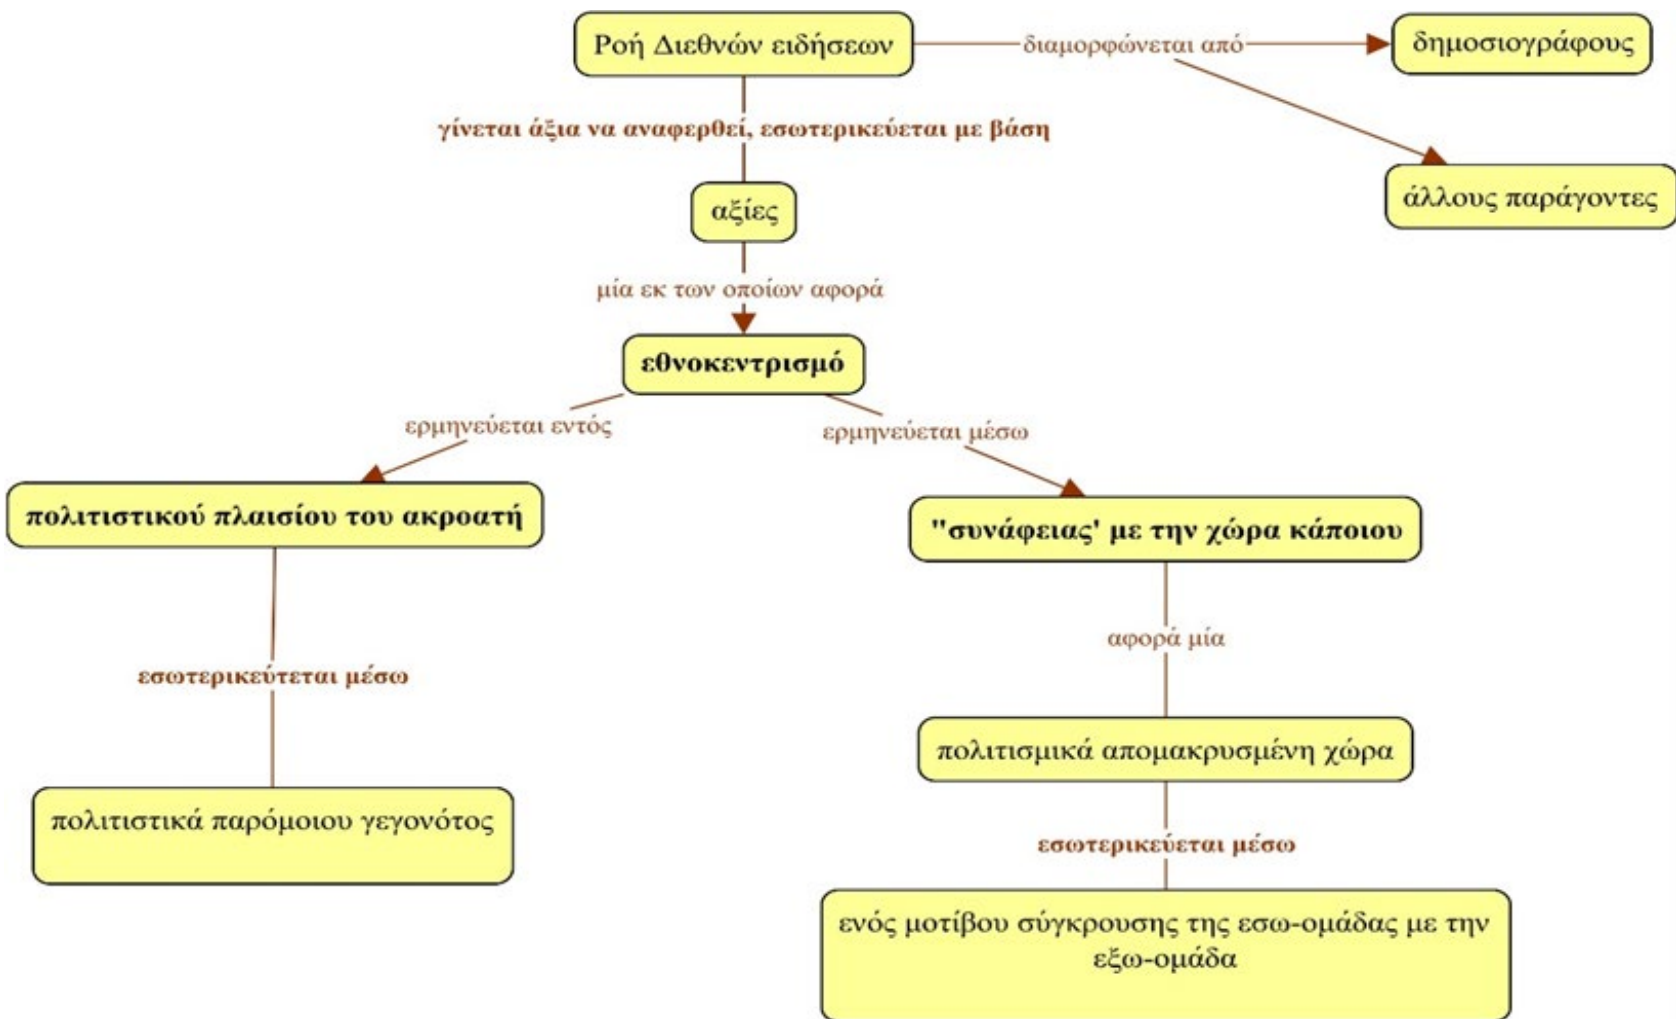 Ροή Διεθνών ειδήσεων
διαμορφώνεται από
δημοσιογράφους
γίνεται άξια να αναφερθεί, εσωτερικεύεται με βάση
άλλους παράγοντες
αξίες
μία εκ των οποίων αφορά
εθνοκεντρισμό
ερμηνεύεται εντός
ερμηνεύεται μέσω
πολιτιστικού πλαισίου του ακροατή
"συνάφειας' με την χώρα κάποιου
αφορά μία
εσωτερικεύτεται μέσω
πολιτισμικά απομακρυσμένη χώρα
πολιτιστικά παρόμοιου γεγονότος
εσωτερικεύεται μέσω
ενός μοτίβου σύγκρουσης της εσω-ομάδας με την
εξω-ομάδα